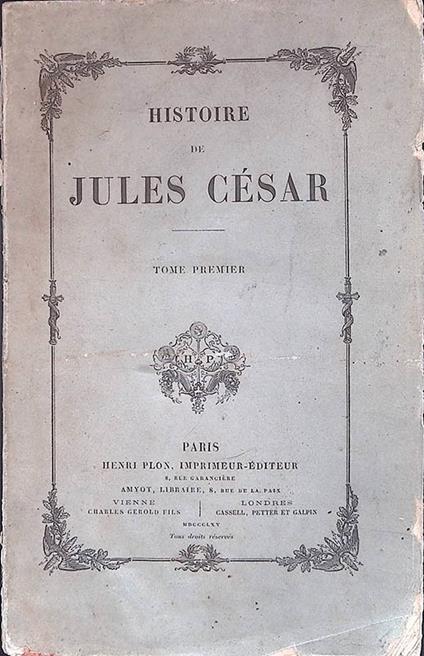 HISTOIRE
DE
JULES CÉSAR
TOME PREMIER
H P
PARIS
HENRI PLON, IMPRIMEUR-ÉDITEUR
8, RUE GARANCIÈRE
AMYOT, LIBRAIRE, 8, RUE DE LA PAIX
VIENNE
CHARLES GEROLD FILS
LONDRES
CASSELL, PETTER ET GALPIN
MDCCCLXV
Tous droits réservés